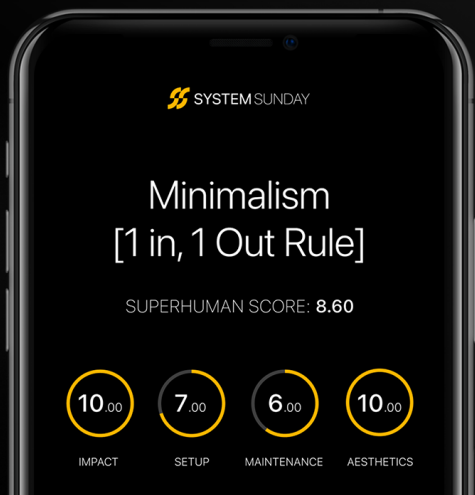 SYSTEM SUNDAY
Minimalism
[1 in, 1 Out Rule]
SUPERHUMAN SCORE: 8.60
10.00 7.00 6.00 10.00
IMPACT SETUP MAINTENANCE AESTHETICS